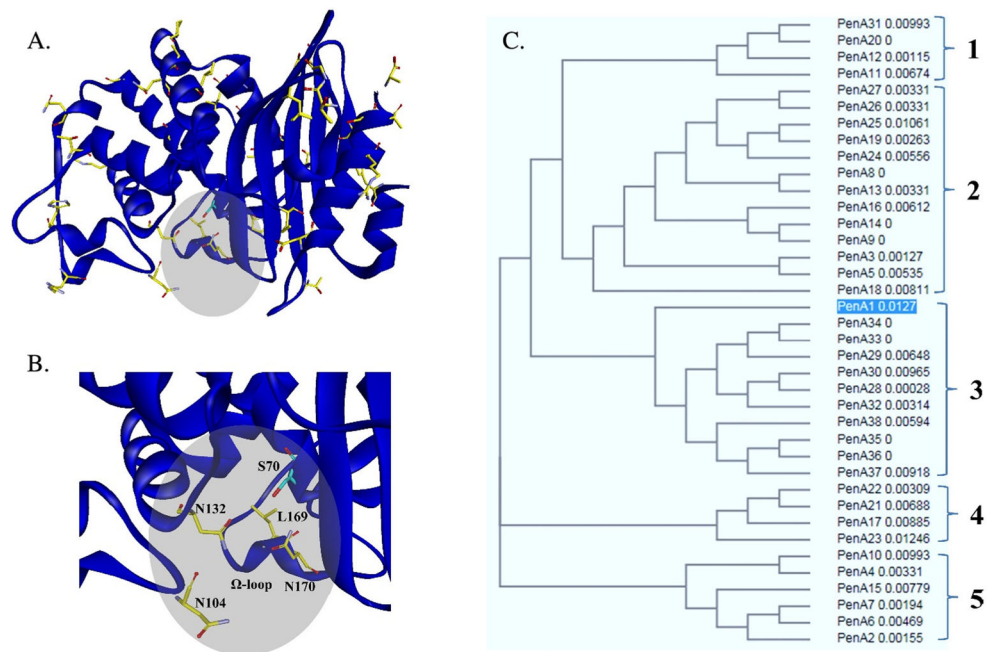 A.
B.
S70
N132
L169
Ω-loop
N170
N104
C.
PenA31 0.00993
PenA20 0
PenA12 0.00115
PenA11 0.00674
PenA27 0.00331
PenA26 0.00331
PenA25 0.01061
PenA19 0.00263
PenA24 0.00556
PenA8 0
PenA13 0.00331
PenA16 0.00612
PenA14 0
PenA9 0
PenA3 0.00127
PenA5 0.00535
PenA18 0.00811
PenA1 0.0127
PenA34 0
PenA33 0
PenA29 0.00648
PenA30 0.00965
PenA28 0.00028
PenA32 0.00314
PenA38 0.00594
PenA35 0
PenA36 0
PenA37 0.00918
PenA22 0.00309
PenA21 0.00688
PenA17 0.00885
PenA23 0.01246
PenA10 0.00993
PenA4 0.00331
PenA15 0.00779
PenA7 0.00194
PenA6 0.00469
PenA2 0.00155
1
2
3
4
5